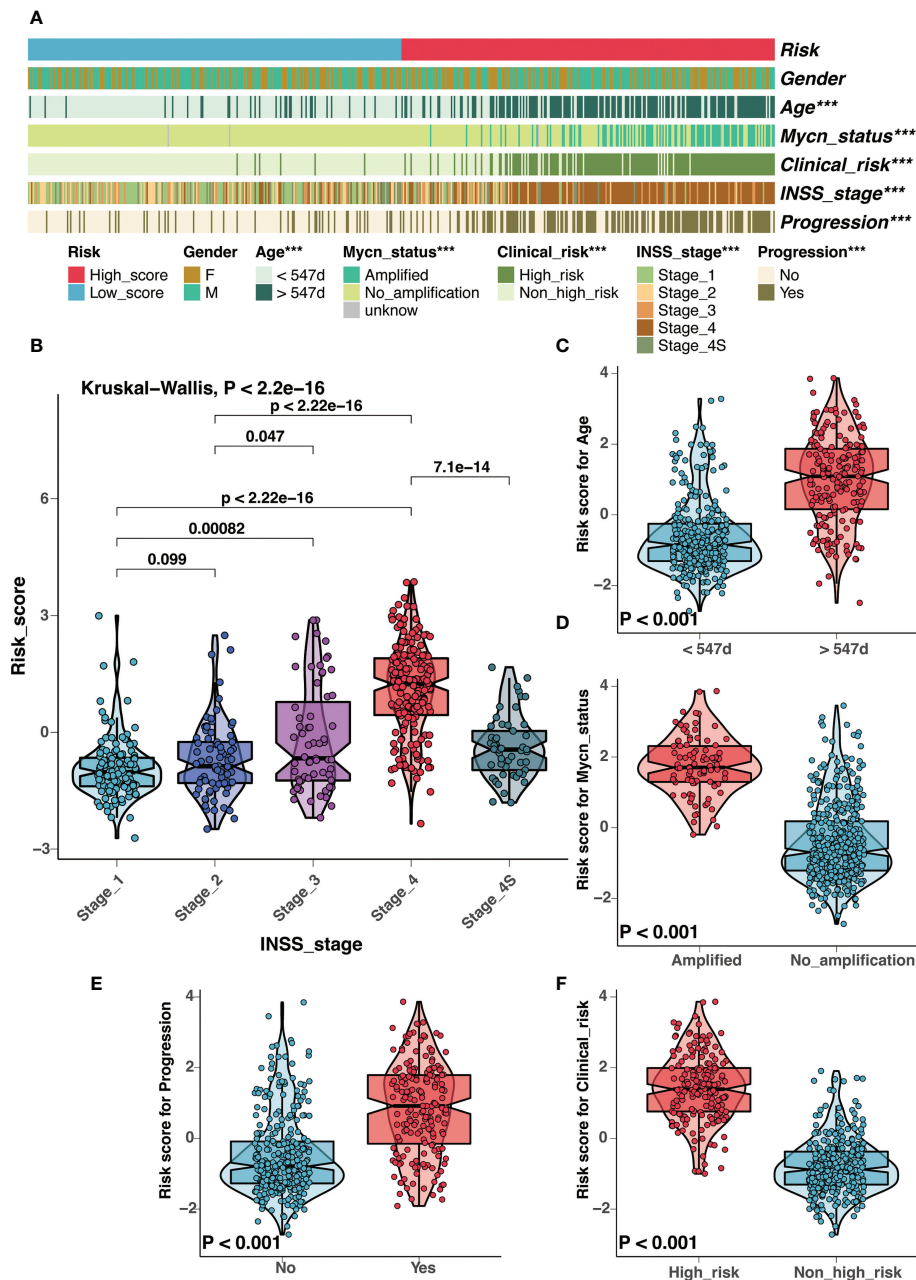 A
Risk
Gender
Age***
Mycn_status***
Clinical_risk***
INSS_stage***
Progression***
Risk
High_score
Low_score
Gender
F
M
Age***
< 547d
> 547d
Mycn_status***
Amplified
No_amplification
unknow
Clinical_risk***
High_risk
Non_high_risk
INSS_stage***
Stage_1
Stage_2
Stage_3
Stage_4
Stage_4S
Progression***
No
Yes
B
Kruskal−Wallis, P < 2.2e−16
p < 2.22e−16
0.047
7.1e−14
p < 2.22e−16
0.00082
0.099
Risk_score
6
3
0
−3
Stage_1
Stage_2
Stage_3
Stage_4
Stage_4S
INSS_stage
C
Risk score for Age
4
2
0
−2
P < 0.001
< 547d
> 547d
D
Risk score for Mycn_status
4
2
0
−2
P < 0.001
Amplified
No_amplification
E
Risk score for Progression
4
2
0
−2
P < 0.001
No
Yes
F
Risk score for Clinical_risk
4
2
0
−2
P < 0.001
High_risk
Non_high_risk